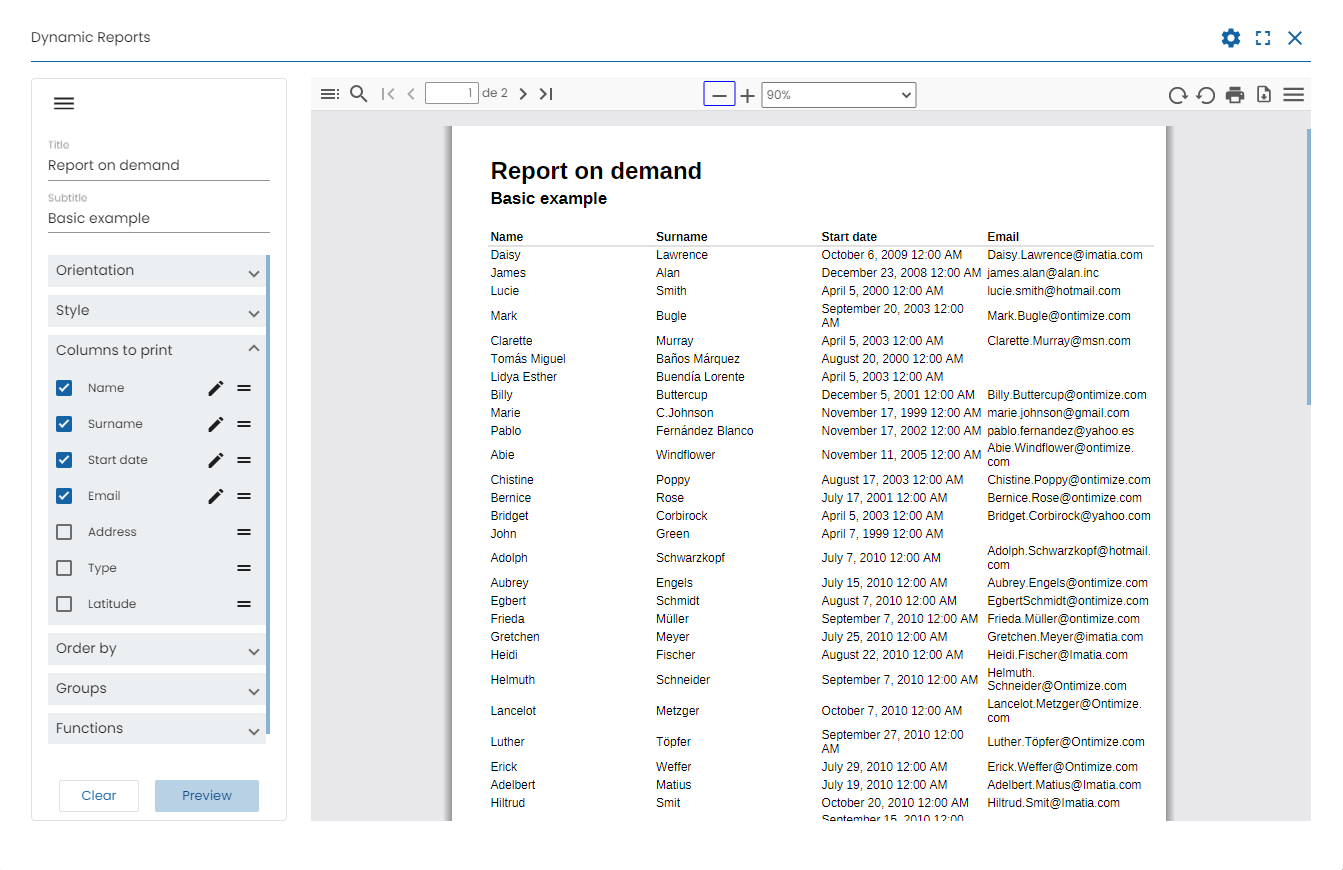 Dynamic Reports
Title
Report on demand
Subtitle
Basic example
Orientation
Style
Columns to print
Name
Surname
Start date
Email
Address
Type
Latitude
Order by
Groups
Functions
Clear Preview
1 de 2 90%
Report on demand
Basic example
Name Surname Start date Email
Daisy Lawrence October 6, 2009 12:00 AM Daisy.Lawrence@imatia.com
James Alan December 23, 2008 12:00 AM james.alan@alan.inc
Lucie Smith April 5, 2000 12:00 AM lucie.smith@hotmail.com
Mark Bugle September 20, 2003 12:00 Mark.Bugle@ontimize.com
AM
Clarette Murray April 5, 2003 12:00 AM Clarette.Murray@msn.com
Tomás Miguel Baños Márquez August 20, 2000 12:00 AM
Lidya Esther Buendía Lorente April 5, 2003 12:00 AM
Billy Buttercup December 5, 2001 12:00 AM Billy.Buttercup@ontimize.com
Marie C.Johnson November 17, 1999 12:00 AM marie.johnson@gmail.com
Pablo Fernández Blanco November 17, 2002 12:00 AM pablo.fernandez@yahoo.es
Abie Windflower November 11, 2005 12:00 AM Abie.Windflower@ontimize.
com
Chistine Poppy August 17, 2003 12:00 AM Chistine.Poppy@ontimize.com
Bernice Rose July 17, 2001 12:00 AM Bernice.Rose@ontimize.com
Bridget Corbirock April 5, 2003 12:00 AM Bridget.Corbirock@yahoo.com
John Green April 7, 1999 12:00 AM
Adolph Schwarzkopf July 7, 2010 12:00 AM Adolph.Schwarzkopf@hotmail.
com
Aubrey Engels July 15, 2010 12:00 AM Aubrey.Engels@ontimize.com
Egbert Schmidt August 7, 2010 12:00 AM EgbertSchmidt@ontimize.com
Frieda Müller September 7, 2010 12:00 AM Frieda.Müller@ontimize.com
Gretchen Meyer July 25, 2010 12:00 AM Gretchen.Meyer@imatia.com
Heidi Fischer August 22, 2010 12:00 AM Heidi.Fischer@Imatia.com
Helmuth Schneider September 7, 2010 12:00 AM Helmuth.
Schneider@Ontimize.com
Lancelot Metzger October 7, 2010 12:00 AM Lancelot.Metzger@Ontimize.
com
Luther Töpfer September 27, 2010 12:00 Luther.Töpfer@Ontimize.com
AM
Erick Weffer July 29, 2010 12:00 AM Erick.Weffer@Ontimize.com
Adelbert Matius July 19, 2010 12:00 AM Adelbert.Matius@Imatia.com
Hiltrud Smit October 20, 2010 12:00 AM Hiltrud.Smit@Imatia.com
September 15, 2010 12:00